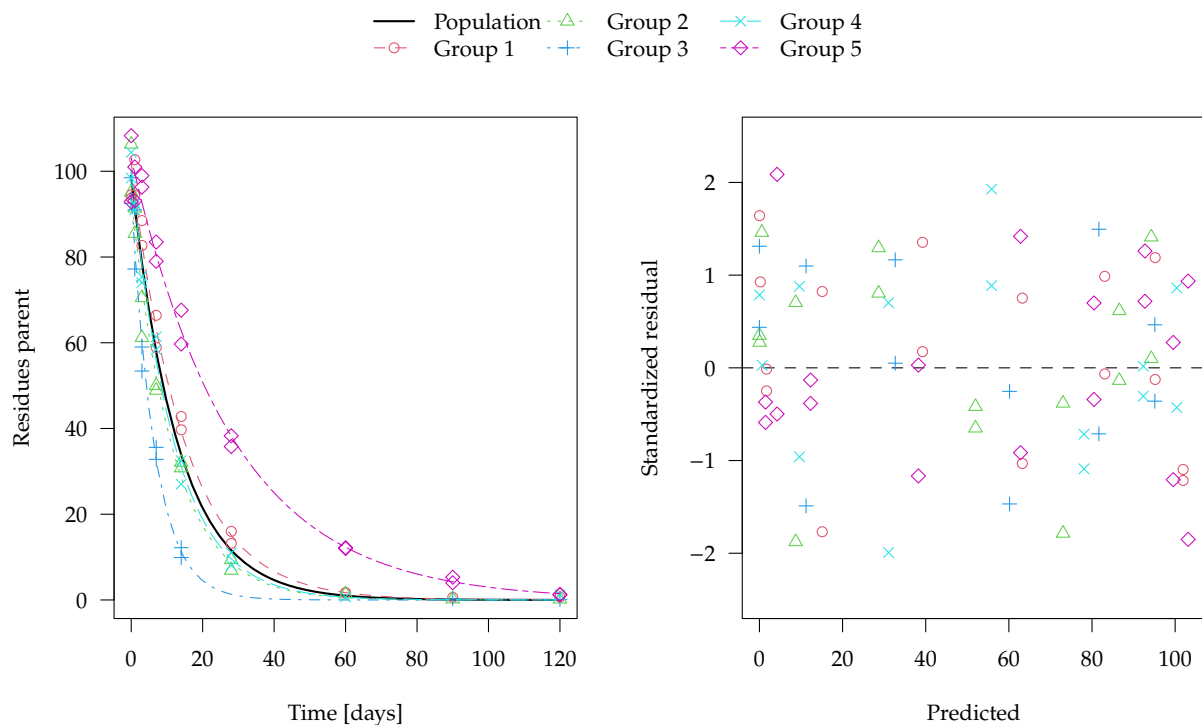 Population Group 2 Group 4
Group 1 Group 3 Group 5
Residues parent
100
80
60
40
20
0
0 20 40 60 80 100 120
Time [days]
Standardized residual
2
1
0
−1
−2
0 20 40 60 80 100
Predicted